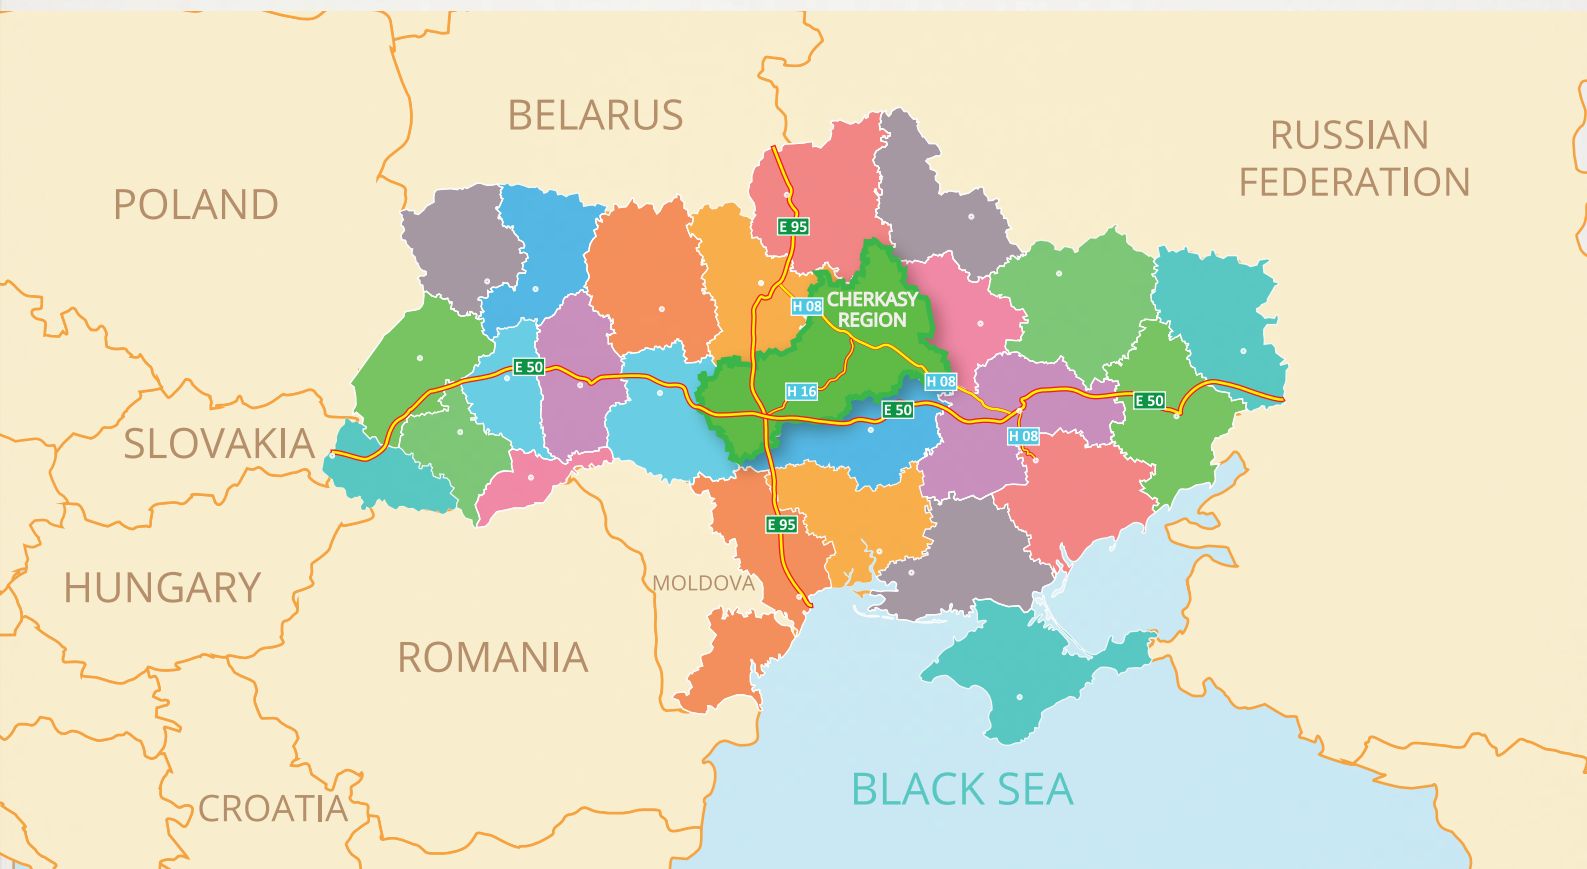 BELARUS
RUSSIAN
FEDERATION
POLAND
E 95
CHERKASY
REGION
H 08
E 50
H 08
H 16
E 50
E 50
H 08
SLOVAKIA
E 95
MOLDOVA
HUNGARY
ROMANIA
BLACK SEA
CROATIA